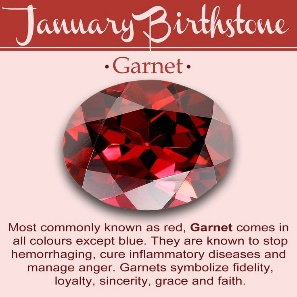 January Birthstone
• Garnet •
Most commonly known as red, Garnet comes in
all colours except blue. They are known to stop
hemorrhaging, cure inflammatory diseases and
manage anger. Garnets symbolize fidelity,
loyalty, sincerity, grace and faith.